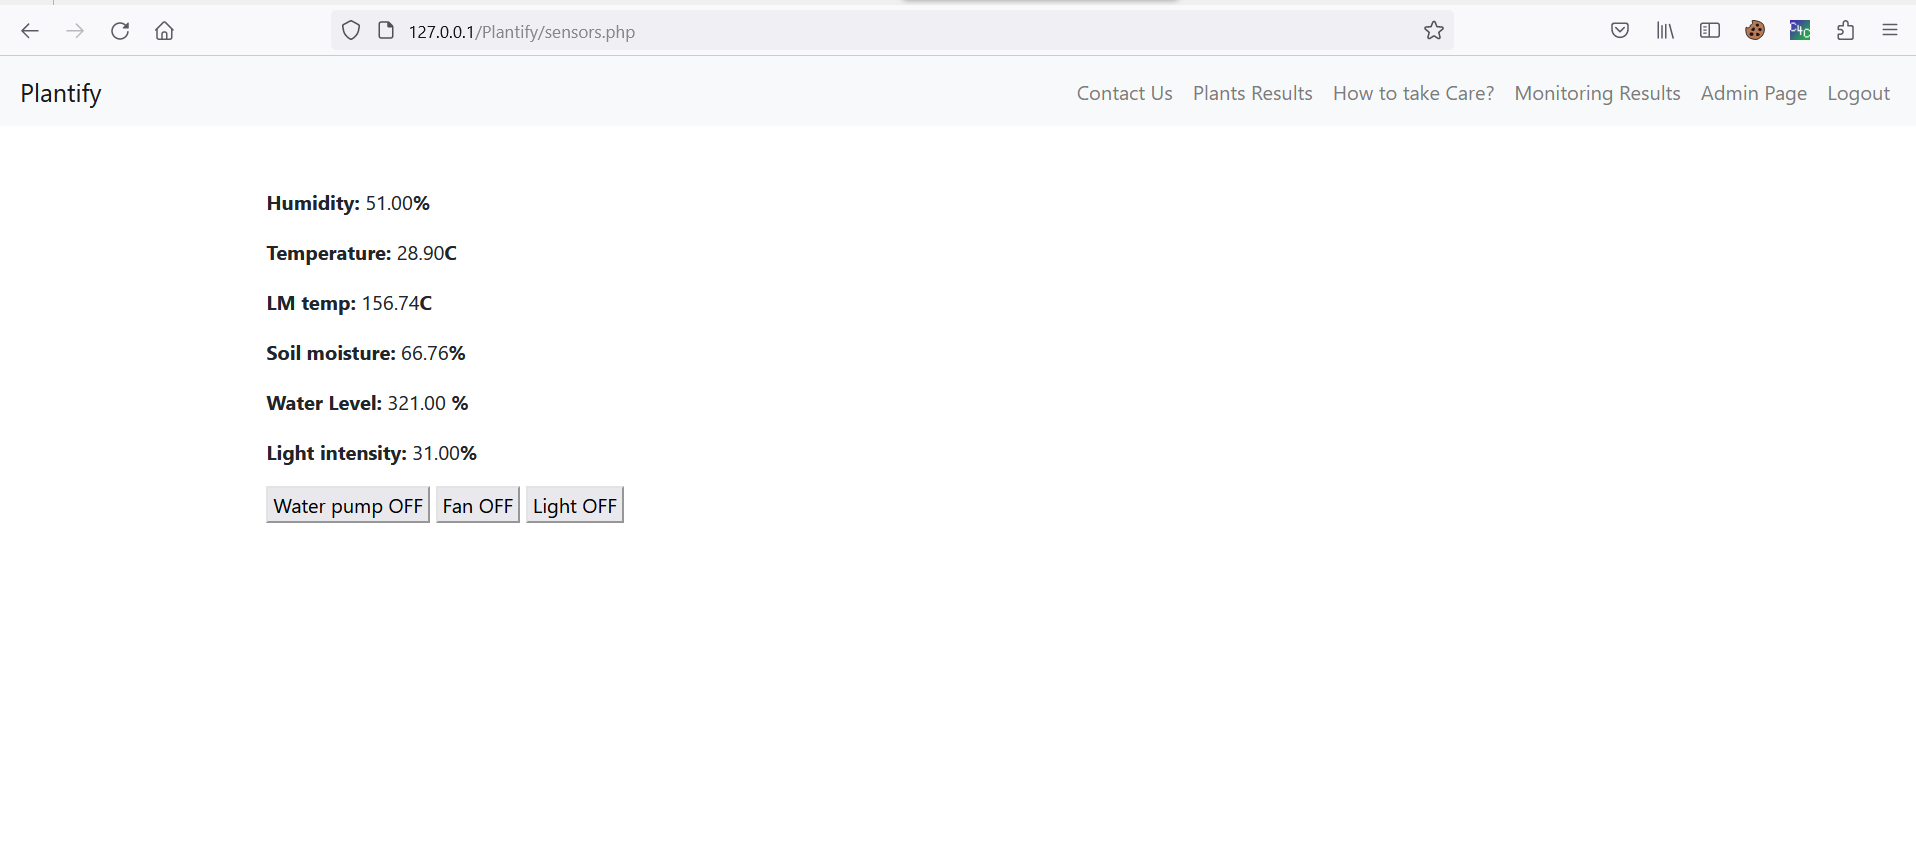 127.0.0.1/Plantify/sensors.php
C4C
Plantify Contact Us Plants Results How to take Care? Monitoring Results Admin Page Logout
Humidity: 51.00%
Temperature: 28.90C
LM temp: 156.74C
Soil moisture: 66.76%
Water Level: 321.00 %
Light intensity: 31.00%
Water pump OFF Fan OFF Light OFF